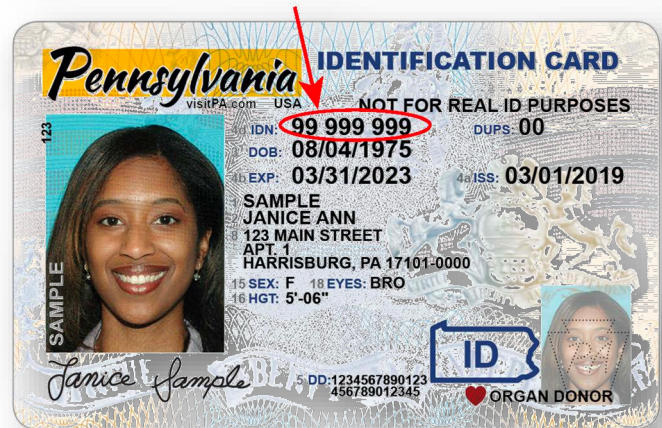 Pennsylvania
visitPA.com USA
IDENTIFICATION CARD
NOT FOR REAL ID PURPOSES
123
4d IDN: 99 999 999 DUPS: 00
DOB: 08/04/1975
4b EXP: 03/31/2023 4a ISS: 03/01/2019
SAMPLE
JANICE ANN
8 123 MAIN STREET
APT. 1
HARRISBURG, PA 17101-0000
15 SEX: F 18 EYES: BRO
16 HGT: 5'-06"
SAMPLE
Janice Sample
5 DD:1234567890123
456789012345
ID
ORGAN DONOR